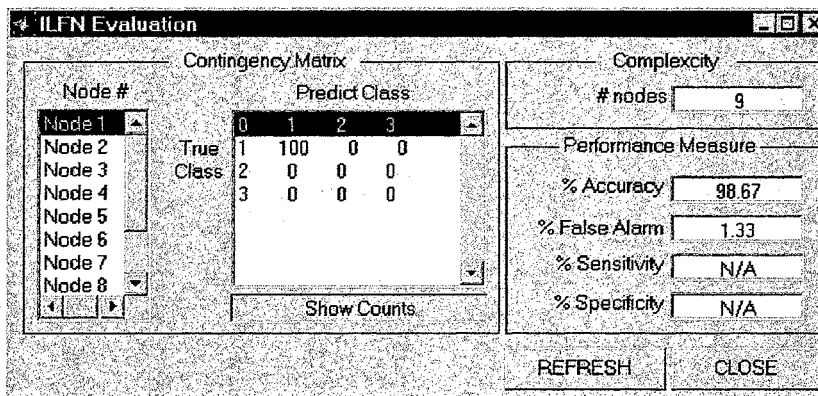 ILFN Evaluation
Contingency Matrix
Node #
Predict Class
Node 1
Node 2
Node 3
Node 4
Node 5
Node 6
Node 7
Node 8
True
Class
0 1 2 3
1 100 0 0
2 0 0 0
3 0 0 0
Show Counts
Complexcity
# nodes 9
Performance Measure
% Accuracy 98.67
% False Alarm 1.33
% Sensitivity N/A
% Specificity N/A
REFRESH
CLOSE